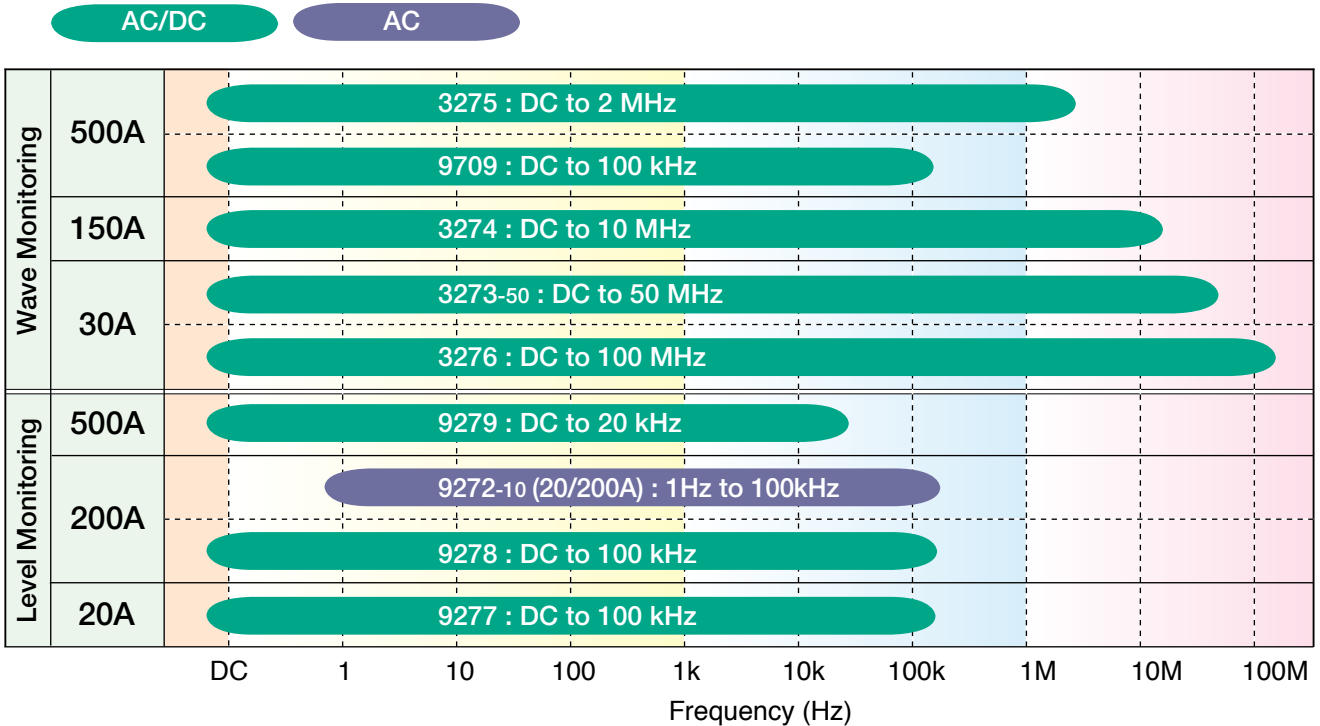 AC/DC
AC
Wave Monitoring
500A
3275 : DC to 2 MHz
9709 : DC to 100 kHz
150A
3274 : DC to 10 MHz
30A
3273-50 : DC to 50 MHz
3276 : DC to 100 MHz
Level Monitoring
500A
9279 : DC to 20 kHz
200A
9272-10 (20/200A) : 1Hz to 100kHz
9278 : DC to 100 kHz
20A
9277 : DC to 100 kHz
DC 1 10 100 1k 10k 100k 1M 10M 100M
Frequency (Hz)